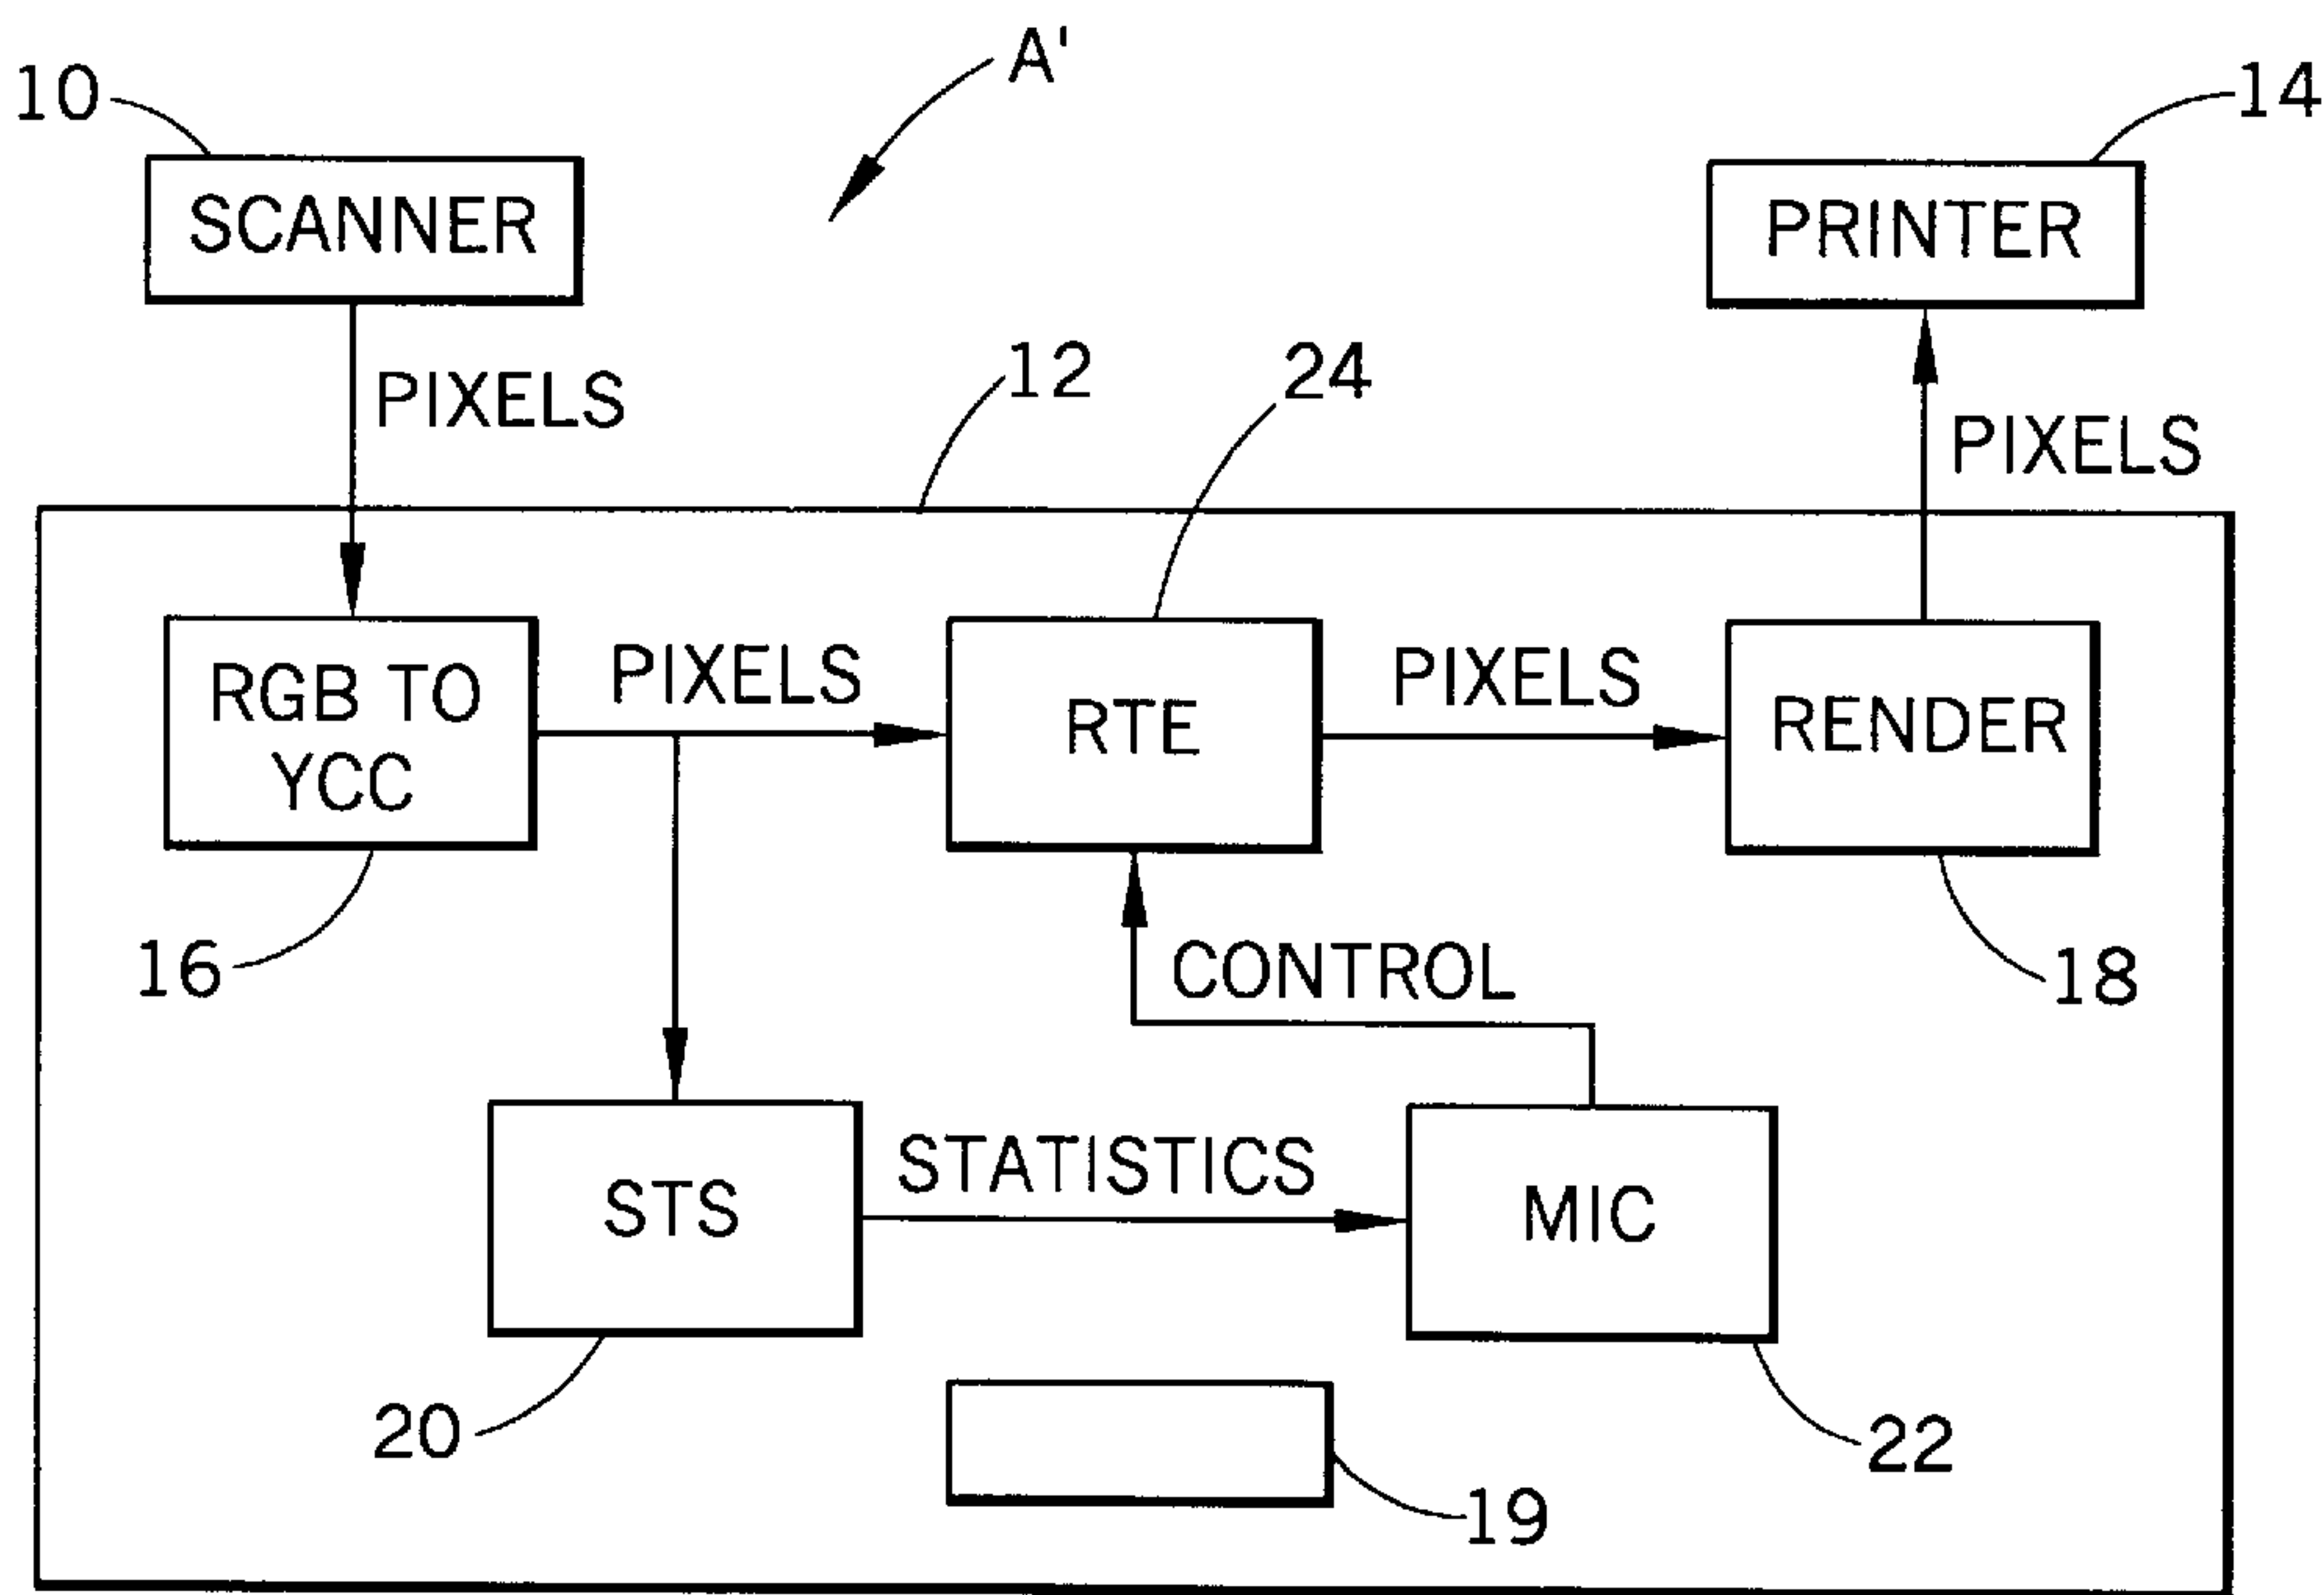 A'
10
14
SCANNER
PRINTER
12
24
PIXELS
PIXELS
RGB TO
YCC
PIXELS
RTE
PIXELS
RENDER
16
CONTROL
18
STS
STATISTICS
MIC
20
22
19